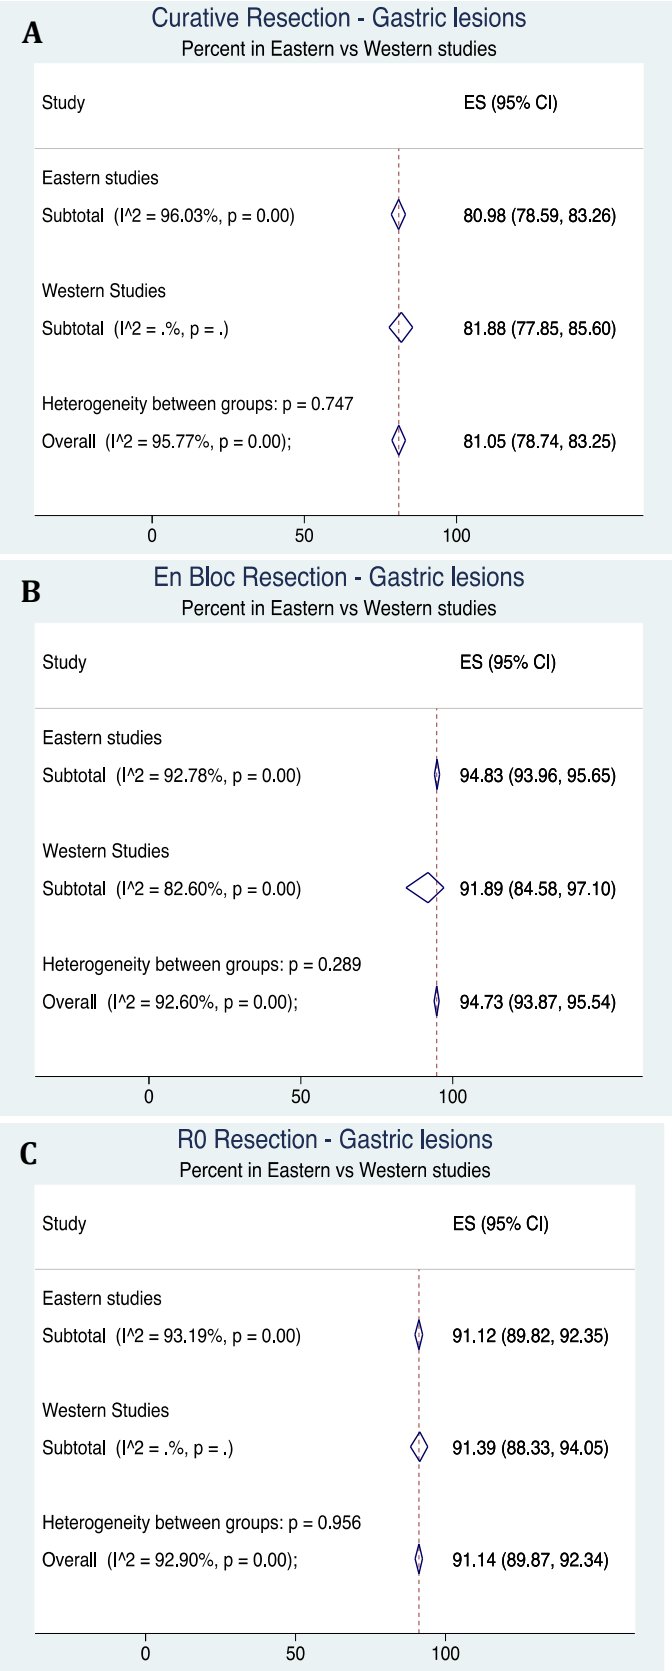 A
Curative Resection - Gastric lesions
Percent in Eastern vs Western studies
Study ES (95% CI)
Eastern studies
Subtotal (I^2 = 96.03%, p = 0.00) 80.98 (78.59, 83.26)
Western Studies
Subtotal (I^2 = .%, p = .) 81.88 (77.85, 85.60)
Heterogeneity between groups: p = 0.747
Overall (I^2 = 95.77%, p = 0.00); 81.05 (78.74, 83.25)
0 50 100
B
En Bloc Resection - Gastric lesions
Percent in Eastern vs Western studies
Study ES (95% CI)
Eastern studies
Subtotal (I^2 = 92.78%, p = 0.00) 94.83 (93.96, 95.65)
Western Studies
Subtotal (I^2 = 82.60%, p = 0.00) 91.89 (84.58, 97.10)
Heterogeneity between groups: p = 0.289
Overall (I^2 = 92.60%, p = 0.00); 94.73 (93.87, 95.54)
0 50 100
C
R0 Resection - Gastric lesions
Percent in Eastern vs Western studies
Study ES (95% CI)
Eastern studies
Subtotal (I^2 = 93.19%, p = 0.00) 91.12 (89.82, 92.35)
Western Studies
Subtotal (I^2 = .%, p = .) 91.39 (88.33, 94.05)
Heterogeneity between groups: p = 0.956
Overall (I^2 = 92.90%, p = 0.00); 91.14 (89.87, 92.34)
0 50 100